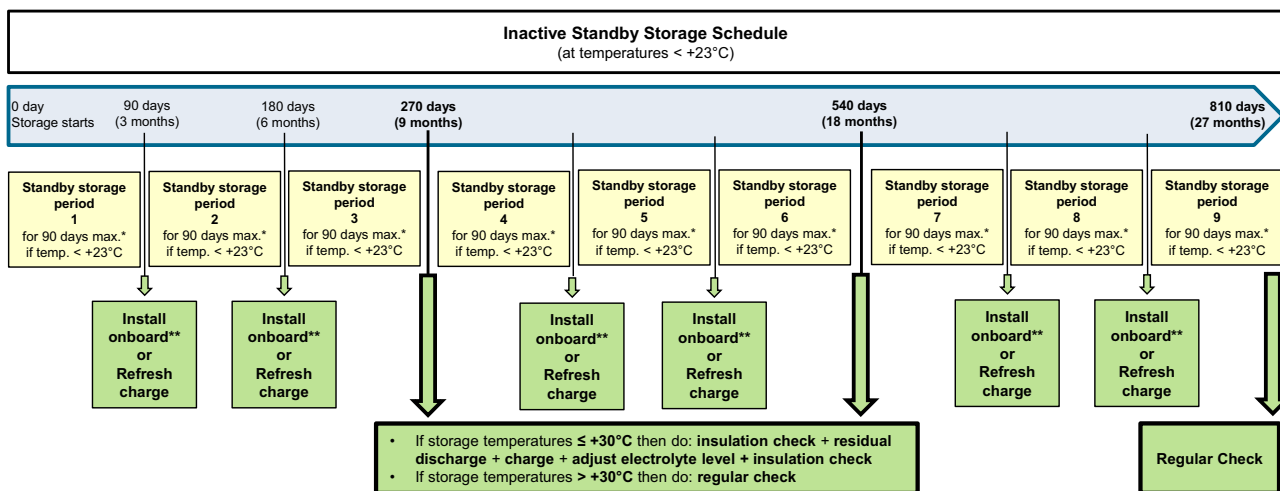 Inactive Standby Storage Schedule
(at temperatures < +23°C)
0 day
Storage starts
90 days
(3 months)
180 days
(6 months)
270 days
(9 months)
540 days
(18 months)
810 days
(27 months)
Standby storage
period
1
for 90 days max.*
if temp. < +23°C
Standby storage
period
2
for 90 days max.*
if temp. < +23°C
Standby storage
period
3
for 90 days max.*
if temp. < +23°C
Standby storage
period
4
for 90 days max.*
if temp. < +23°C
Standby storage
period
5
for 90 days max.*
if temp. < +23°C
Standby storage
period
6
for 90 days max.*
if temp. < +23°C
Standby storage
period
7
for 90 days max.*
if temp. < +23°C
Standby storage
period
8
for 90 days max.*
if temp. < +23°C
Standby storage
period
9
for 90 days max.*
if temp. < +23°C
Install
onboard**
or
Refresh
charge
Install
onboard**
or
Refresh
charge
Install
onboard**
or
Refresh
charge
Install
onboard**
or
Refresh
charge
Install
onboard**
or
Refresh
charge
Install
onboard**
or
Refresh
charge
• If storage temperatures ≤ +30°C then do: insulation check + residual
discharge + charge + adjust electrolyte level + insulation check
• If storage temperatures > +30°C then do: regular check
Regular Check